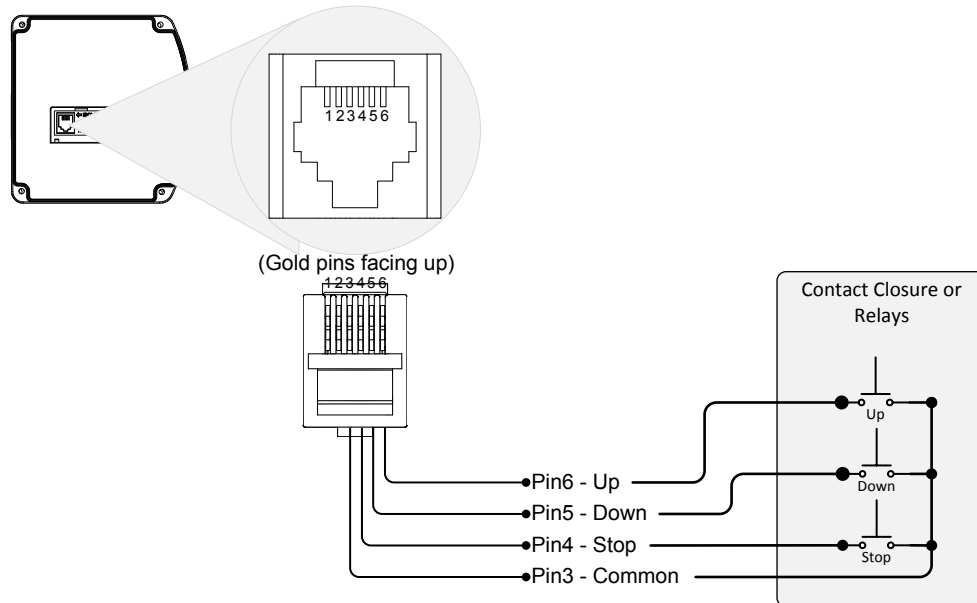 123456
(Gold pins facing up)
123456
Contact Closure or
Relays
Up
Down
Stop
Pin6 - Up
Pin5 - Down
Pin4 - Stop
Pin3 - Common